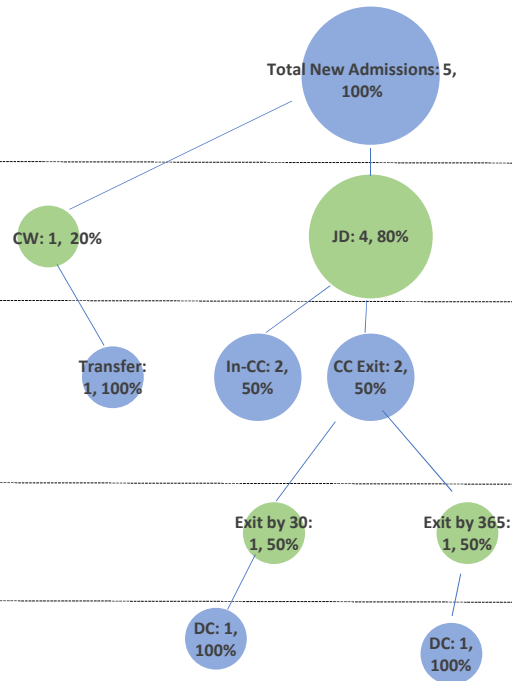 Total New Admissions: 5,
100%
CW: 1, 20%
JD: 4, 80%
Transfer:
1, 100%
In-CC: 2,
50%
CC Exit: 2,
50%
Exit by 30:
1, 50%
Exit by 365:
1, 50%
DC: 1,
100%
DC: 1,
100%